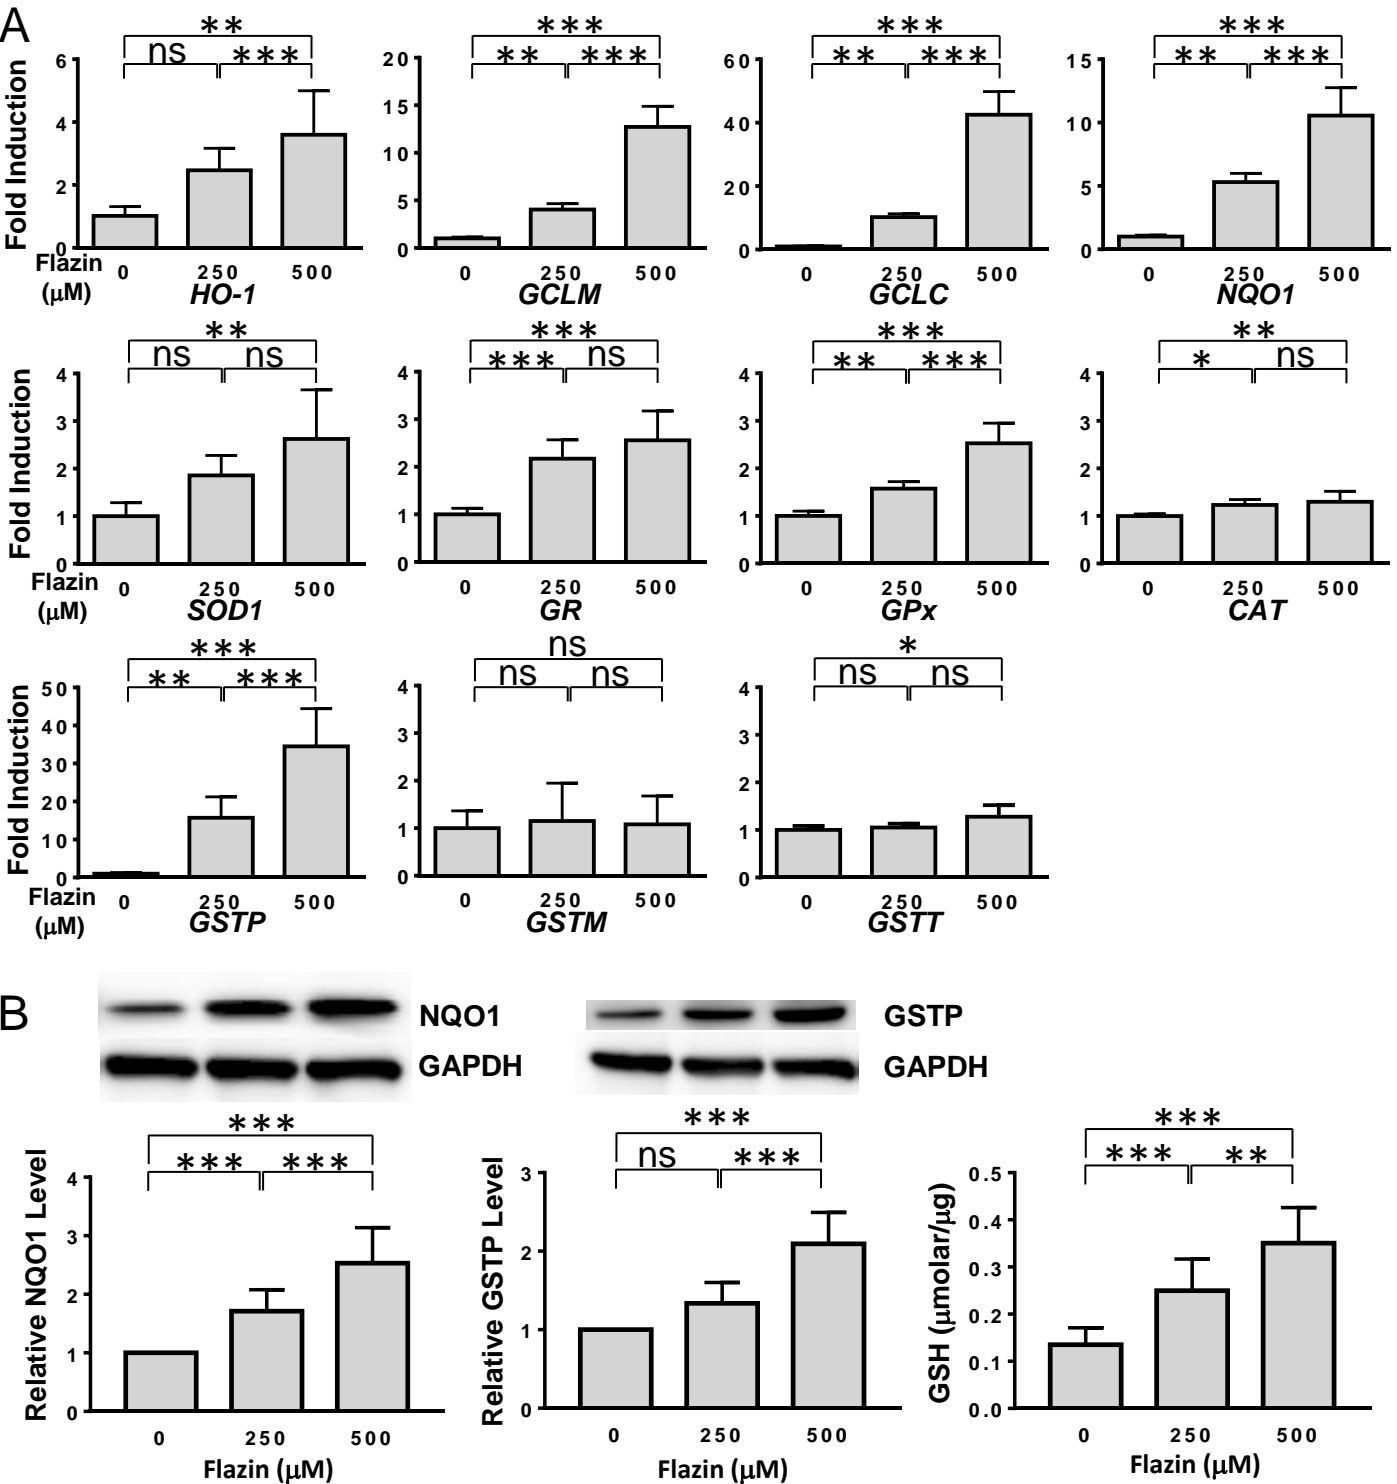 A
** *** *** ***
ns *** ** *** ** *** ** ***
Fold Induction
6 4 2 0
20 15 10 5 0
60 40 20 0
15 10 5 0
Flazin (μM)
0 250 500 0 250 500 0 250 500 0 250 500
HO-1 GCLM GCLC NQO1
** *** *** **
ns ns *** ns ** *** * ns
Fold Induction
4 3 2 1 0
4 3 2 1 0
4 3 2 1 0
4 3 2 1 0
Flazin (μM)
0 250 500 0 250 500 0 250 500 0 250 500
SOD1 GR GPx CAT
*** ns *
** *** ns ns ns ns
Fold Induction
50 40 30 20 10 0
4 3 2 1 0
4 3 2 1 0
Flazin (μM)
0 250 500 0 250 500 0 250 500
GSTP GSTM GSTT
B
NQO1 GSTP
GAPDH GAPDH
*** *** ***
*** *** ns *** *** **
Relative NQO1 Level
4 3 2 1 0
Relative GSTP Level
3 2 1 0
GSH (μmolar/μg)
0.5 0.4 0.3 0.2 0.1 0.0
0 250 500 0 250 500 0 250 500
Flazin (μM) Flazin (μM) Flazin (μM)